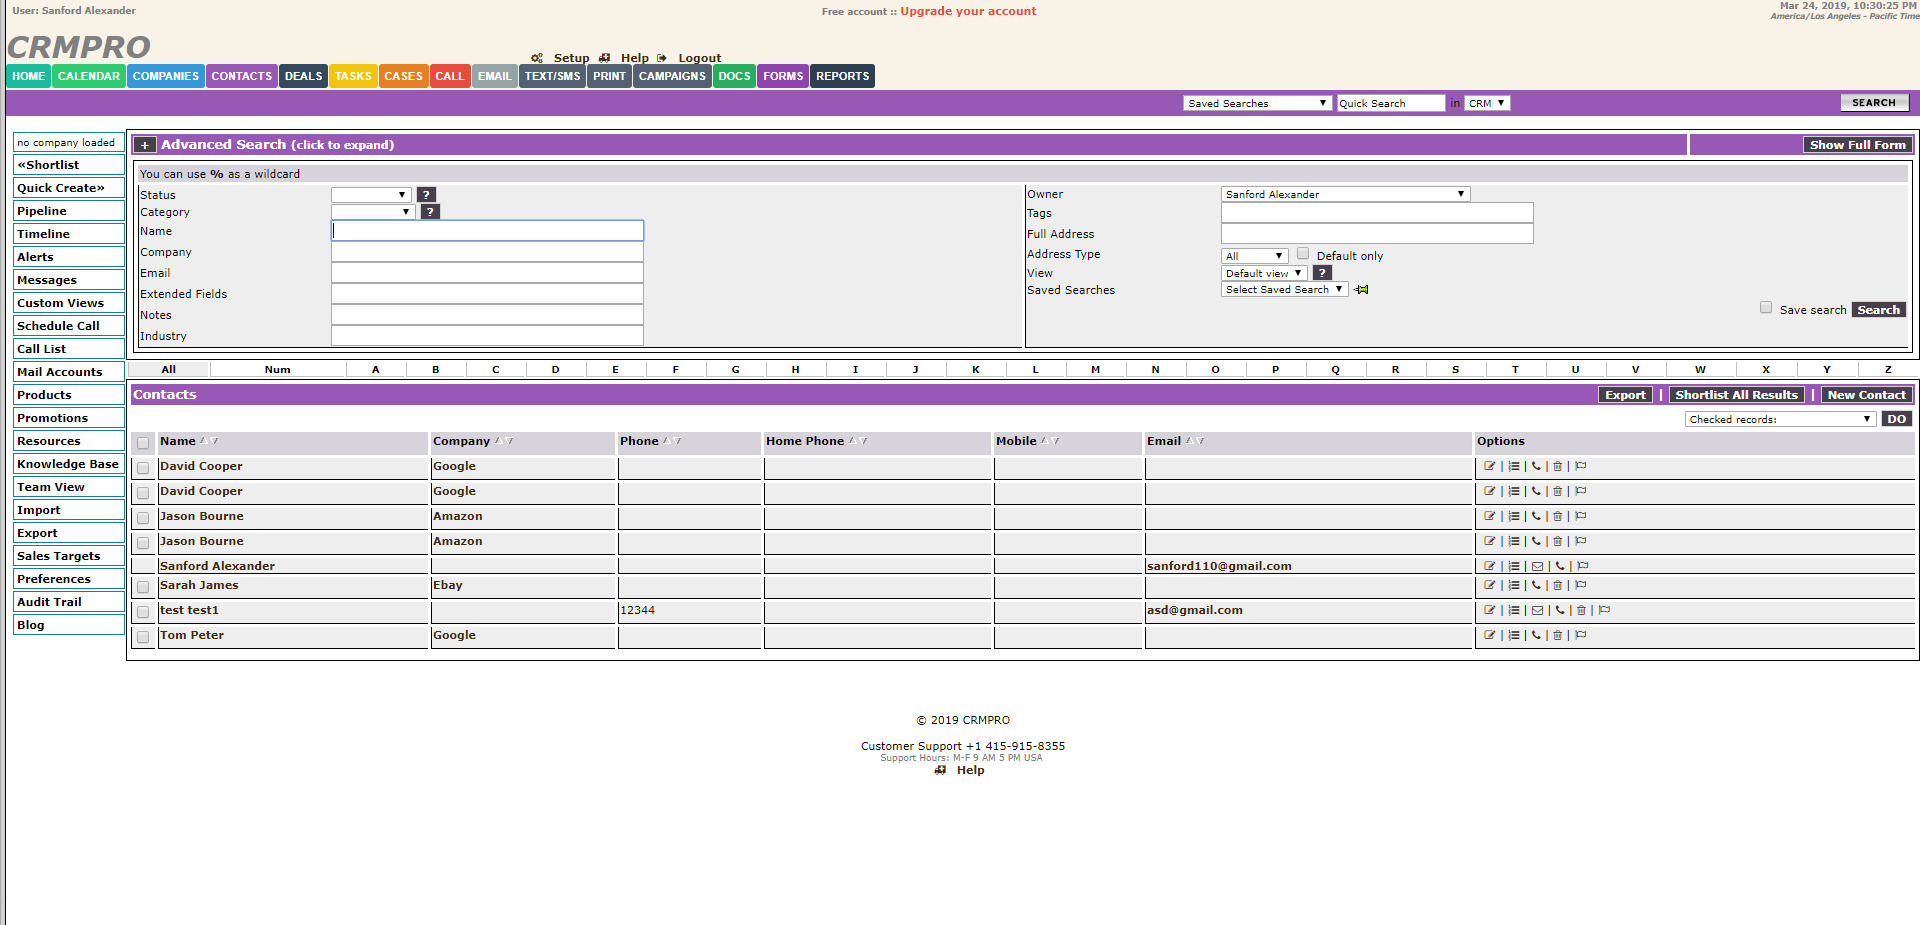 User: Sanford Alexander
Free account :: Upgrade your account
Mar 24, 2019, 10:30:25 PM
America/Los Angeles - Pacific Time
CRMPRO
Setup Help Logout
HOME CALENDAR COMPANIES CONTACTS DEALS TASKS CASES CALL EMAIL TEXT/SMS PRINT CAMPAIGNS DOCS FORMS REPORTS
Saved Searches Quick Search in CRM SEARCH
no company loaded
«Shortlist
Quick Create»
Pipeline
Timeline
Alerts
Messages
Custom Views
Schedule Call
Call List
Mail Accounts
Products
Promotions
Resources
Knowledge Base
Team View
Import
Export
Sales Targets
Preferences
Audit Trail
Blog
+ Advanced Search (click to expand) Show Full Form
You can use % as a wildcard
Status ?
Category ?
Name
Company
Email
Extended Fields
Notes
Industry
Owner Sanford Alexander
Tags
Full Address
Address Type All Default only
View Default view ?
Saved Searches Select Saved Search
Save search Search
All Num A B C D E F G H I J K L M N O P Q R S T U V W X Y Z
Contacts Export | Shortlist All Results | New Contact
Checked records: DO
Name Company Phone Home Phone Mobile Email Options
David Cooper Google | | | |
David Cooper Google | | | |
Jason Bourne Amazon | | | |
Jason Bourne Amazon | | | |
Sanford Alexander sanford110@gmail.com | | | |
Sarah James Ebay | | | |
test test1 12344 asd@gmail.com | | | | |
Tom Peter Google | | | |
© 2019 CRMPRO
Customer Support +1 415-915-8355
Support Hours: M-F 9 AM 5 PM USA
Help